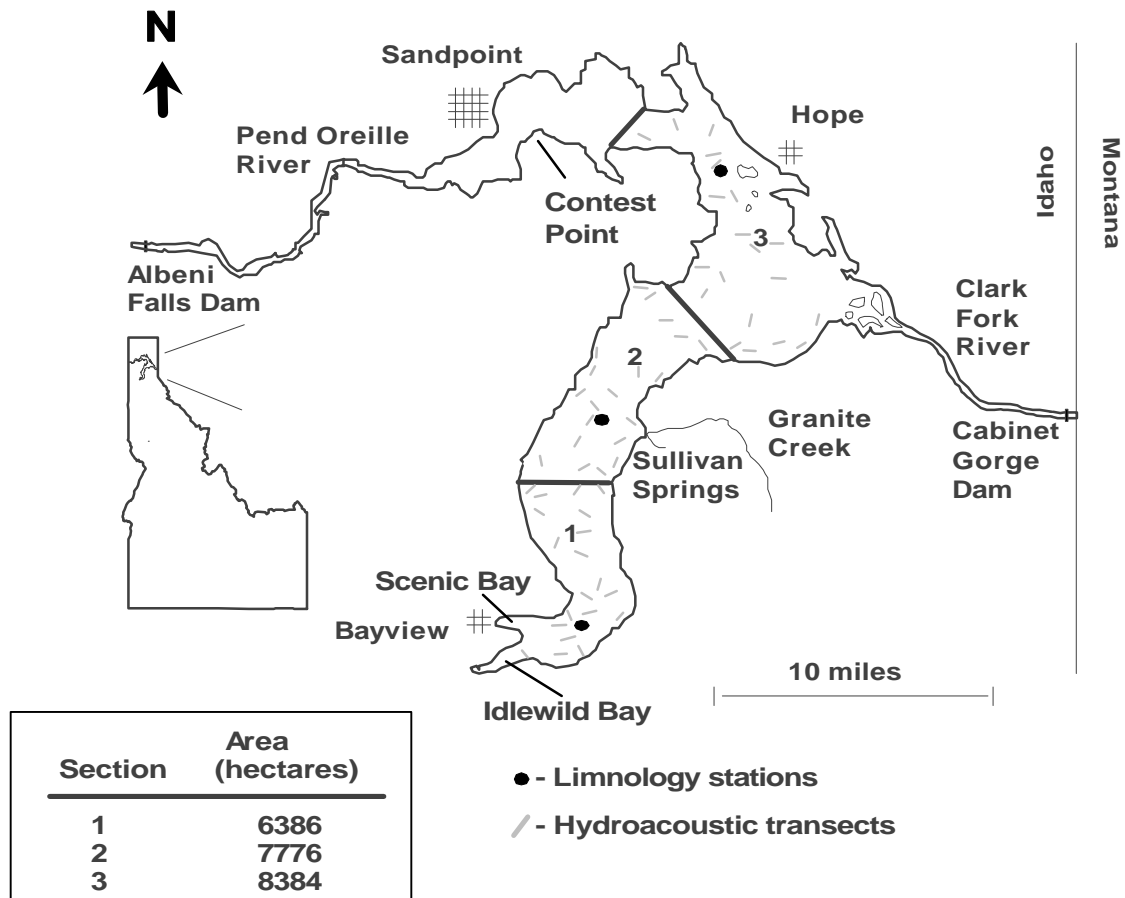 N
Sandpoint
Hope
Pend Oreille
River
Contest
Point
Idaho
Montana
3
Albeni
Falls Dam
Clark
Fork
River
2
Granite
Creek
Cabinet
Gorge
Dam
Sullivan
Springs
1
Scenic Bay
Bayview
10 miles
Idlewild Bay
Area
Section (hectares)
1 6386
2 7776
3 8384
- Limnology stations
- Hydroacoustic transects